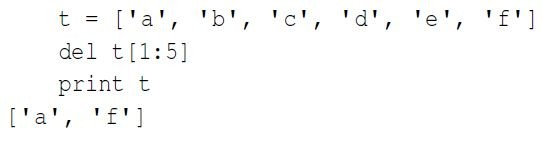 t = ['a', 'b', 'c', 'd', 'e', 'f']
del t[1:5]
print t
['a', 'f']